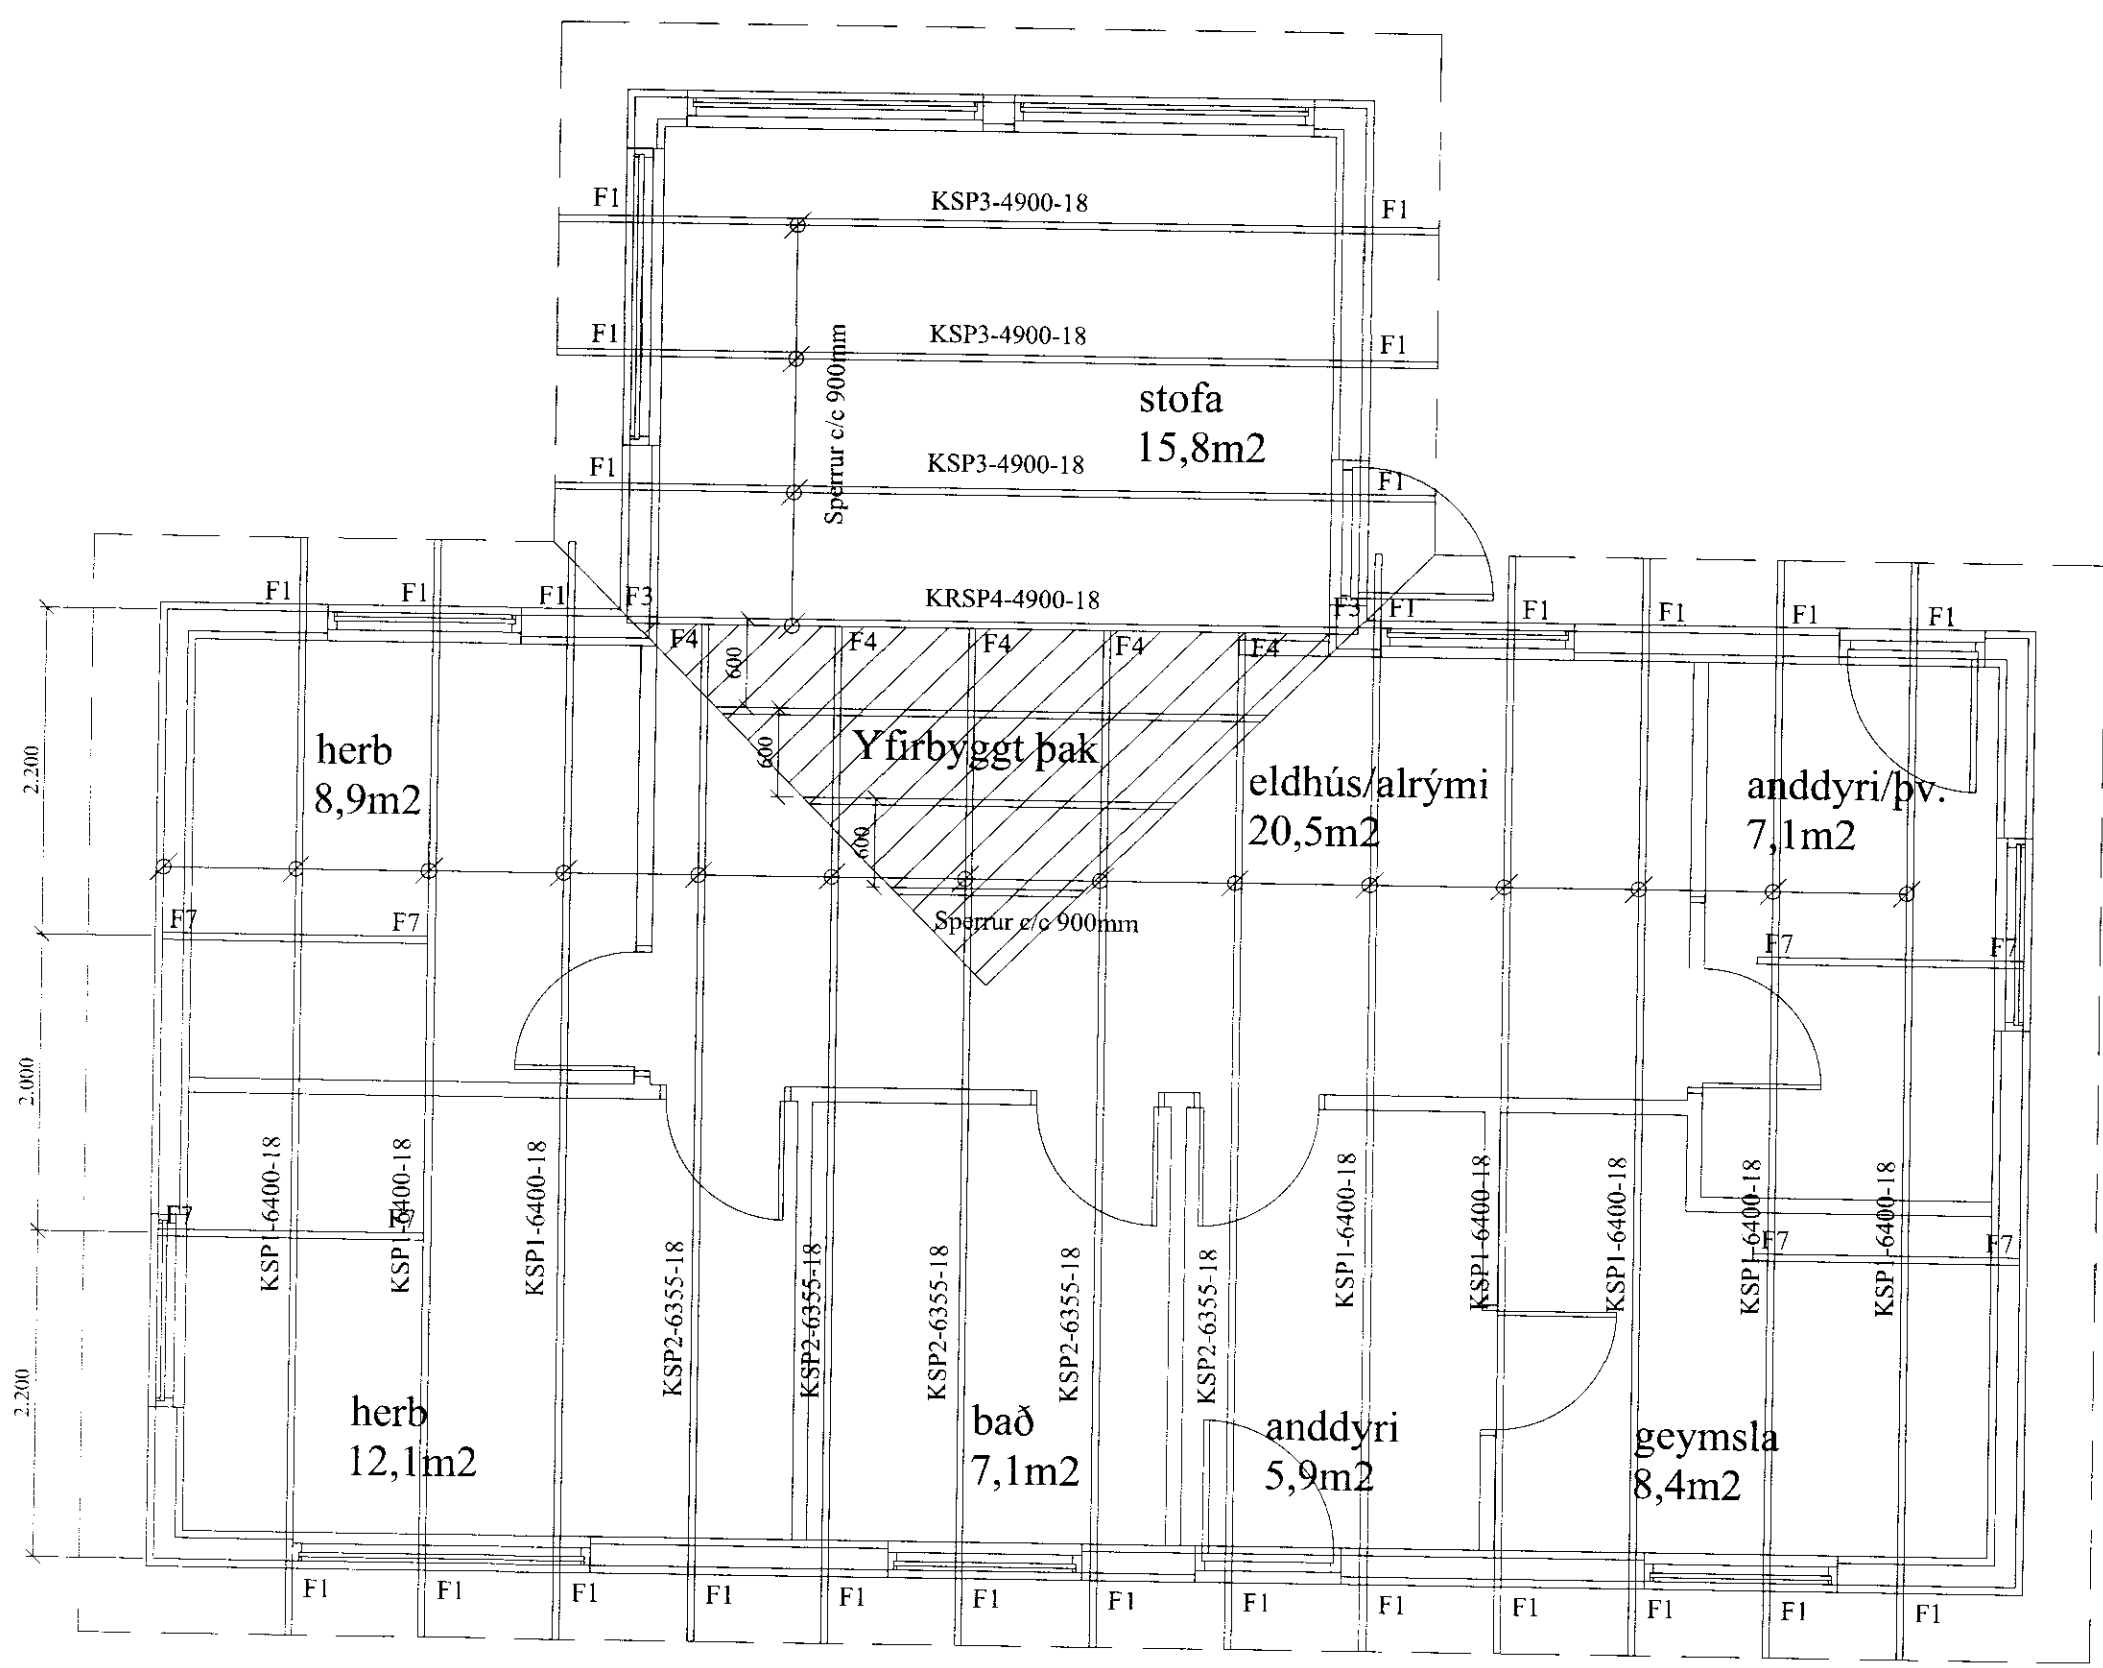 F1
KSP3-4900-18
F1
F1
KSP3-4900-18
F1
Sperrur c/c 900mm
stofa
15,8m2
F1
KSP3-4900-18
F1
F1
F1
F1
F3
KRSP4-4900-18
F3
F1
F1
F1
F1
F1
F4
F4
F4
F4
F4
600
600
600
2.200
herb
8,9m2
Yfirbyggt þak
eldhús/alrými
20,5m2
anddyri/þv.
7,1m2
F7
F7
Sperrur c/c 900mm
F7
F7
2.000
KSP1-6400-18
KSP1-6400-18
KSP1-6400-18
KSP2-6355-18
KSP2-6355-18
KSP2-6355-18
KSP2-6355-18
KSP2-6355-18
KSP1-6400-18
KSP1-6400-18
KSP1-6400-18
KSP1-6400-18
KSP1-6400-18
F7
F7
F7
F7
2.200
herb
12,1m2
bað
7,1m2
anddyri
5,9m2
geymsla
8,4m2
F1
F1
F1
F1
F1
F1
F1
F1
F1
F1
F1
F1
F1